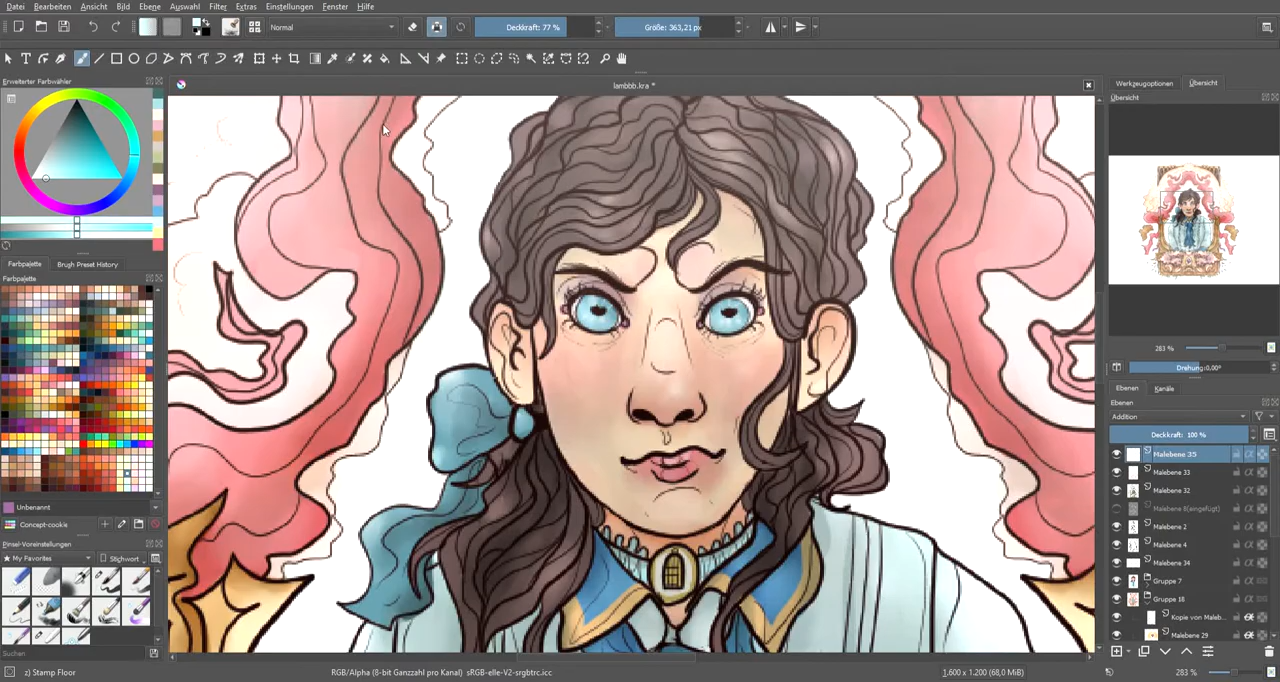 Datei Bearbeiten Ansicht Bild Ebene Auswahl Filter Extras Einstellungen Fenster Hilfe
Normal Deckkraft: 77 % Größe: 363,21 px
Erweiterter Farbwähler
lambbb.kra *
Werkzeugoptionen Übersicht
Übersicht
283 %
Drehung: 0,00°
Ebenen Kanäle
Ebenen
Addition
Deckkraft: 100 %
Malebene 35
Malebene 33
Malebene 32
Malebene 8(eingefügt)
Malebene 2
Malebene 4
Malebene 34
Gruppe 7
Gruppe 18
Kopie von Maleb...
Malebene 29
Farbpalette Brush Preset History
Farbpalette
Unbenannt
Concept-cookie
Pinsel-Voreinstellungen
My Favorites Stichwort
Suchen
z) Stamp Floor RGB/Alpha (8-bit Ganzzahl pro Kanal) sRGB-elle-V2-srgbtrc.icc 1.600 x 1.200 (68,0 MiB) 283 %